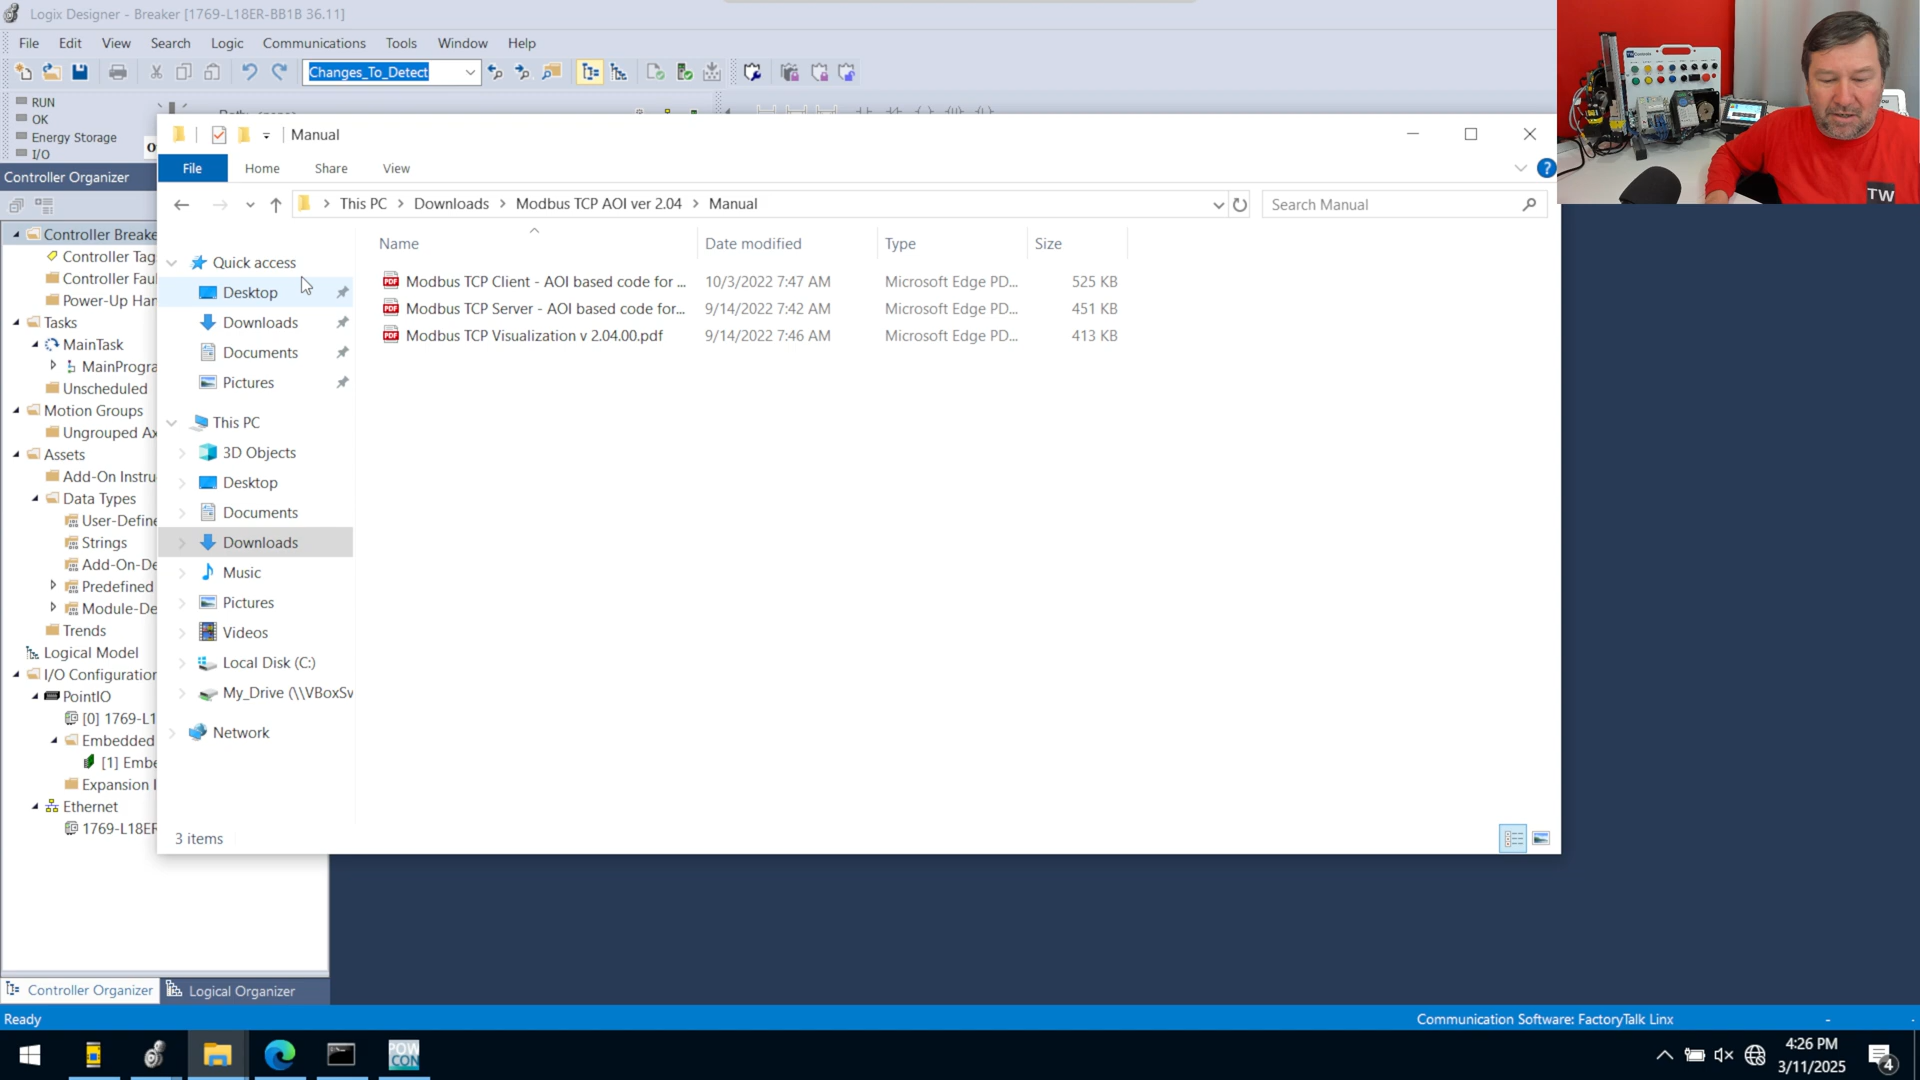 Logix Designer - Breaker [1769-L18ER-BB1B 36.11]
File Edit View Search Logic Communications Tools Window Help
Changes_To_Detect
RUN
OK
Energy Storage
I/O
Manual
File Home Share View
This PC > Downloads > Modbus TCP AOI ver 2.04 > Manual
Search Manual
Controller Organizer
Controller Breake
Controller Tag
Controller Fau
Power-Up Han
Tasks
MainTask
MainProgra
Unscheduled
Motion Groups
Ungrouped Ax
Assets
Add-On Instru
Data Types
User-Define
Strings
Add-On-De
Predefined
Module-De
Trends
Logical Model
I/O Configuration
PointIO
[0] 1769-L1
Embedded
[1] Embe
Expansion I
Ethernet
1769-L18ER
Quick access
Desktop
Downloads
Documents
Pictures
This PC
3D Objects
Desktop
Documents
Downloads
Music
Pictures
Videos
Local Disk (C:)
My_Drive (\\VBoxSv
Network
Name Date modified Type Size
Modbus TCP Client - AOI based code for ... 10/3/2022 7:47 AM Microsoft Edge PD... 525 KB
Modbus TCP Server - AOI based code for... 9/14/2022 7:42 AM Microsoft Edge PD... 451 KB
Modbus TCP Visualization v 2.04.00.pdf 9/14/2022 7:46 AM Microsoft Edge PD... 413 KB
3 items
Controller Organizer Logical Organizer
Ready
Communication Software: FactoryTalk Linx
POW
CON
4:26 PM
3/11/2025
4
TW